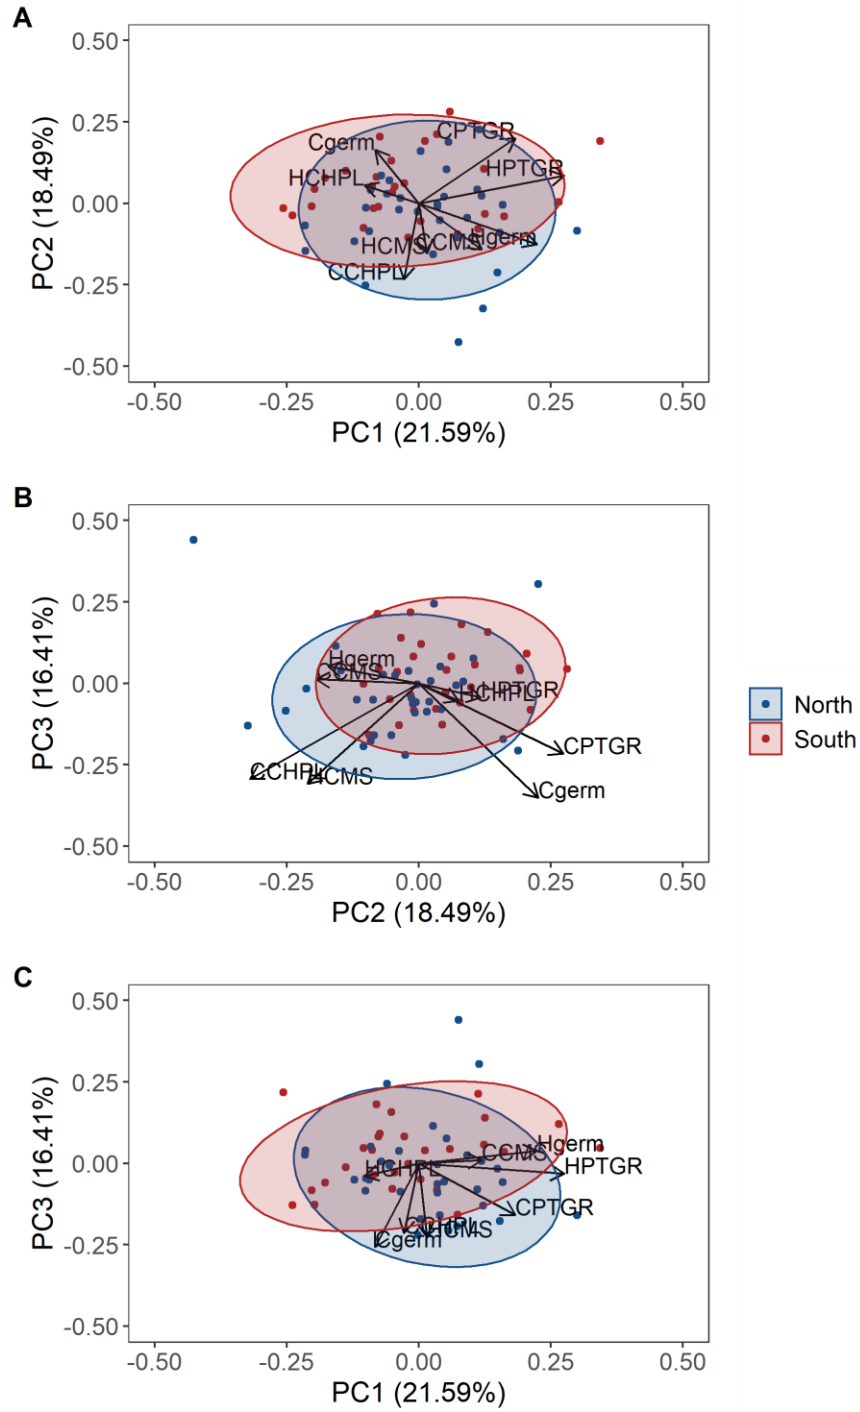 A
0.50
0.25
0.00
-0.25
-0.50
PC2 (18.49%)
CPTGR
Cgerm
HPTGR
HCHPL
HCMS
CCMS
Hgerm
CCHPL
-0.50
-0.25
0.00
0.25
0.50
PC1 (21.59%)
B
0.50
0.25
0.00
-0.25
-0.50
PC3 (16.41%)
Hgerm
CCMS
HPTGR
HCHPL
CPTGR
CCHPL
HCMS
Cgerm
-0.50
-0.25
0.00
0.25
0.50
PC2 (18.49%)
North
South
C
0.50
0.25
0.00
-0.25
-0.50
PC3 (16.41%)
Hgerm
CCMS
HPTGR
HCHPL
CPTGR
CCHPL
HCMS
Cgerm
-0.50
-0.25
0.00
0.25
0.50
PC1 (21.59%)